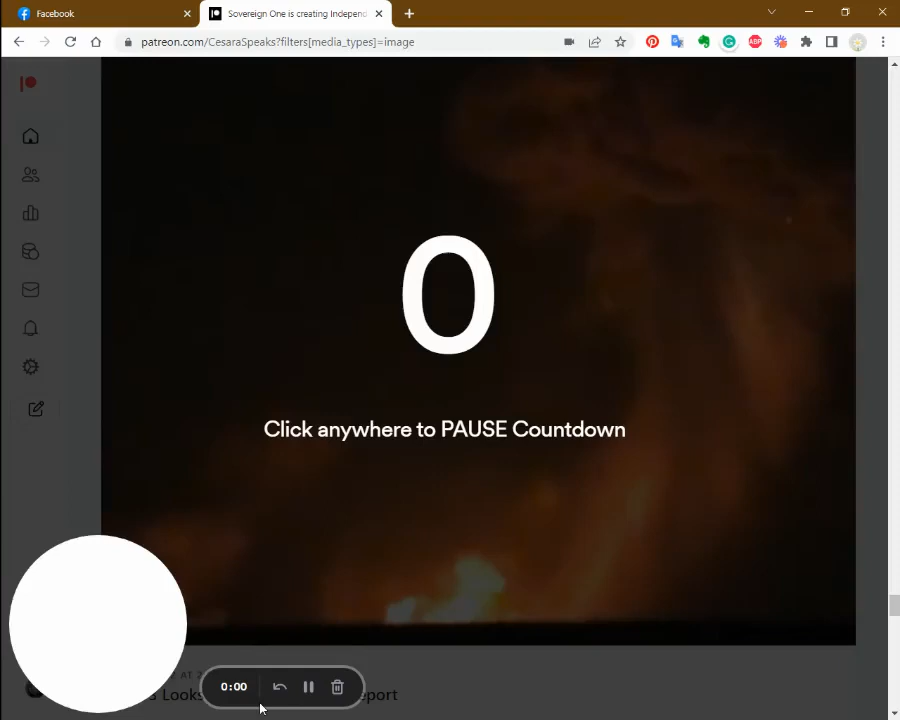 Facebook
Sovereign One is creating Independ
patreon.com/CesaraSpeaks?filters[media_types]=image
ABP
0
Click anywhere to PAUSE Countdown
0:00
Looks
eport